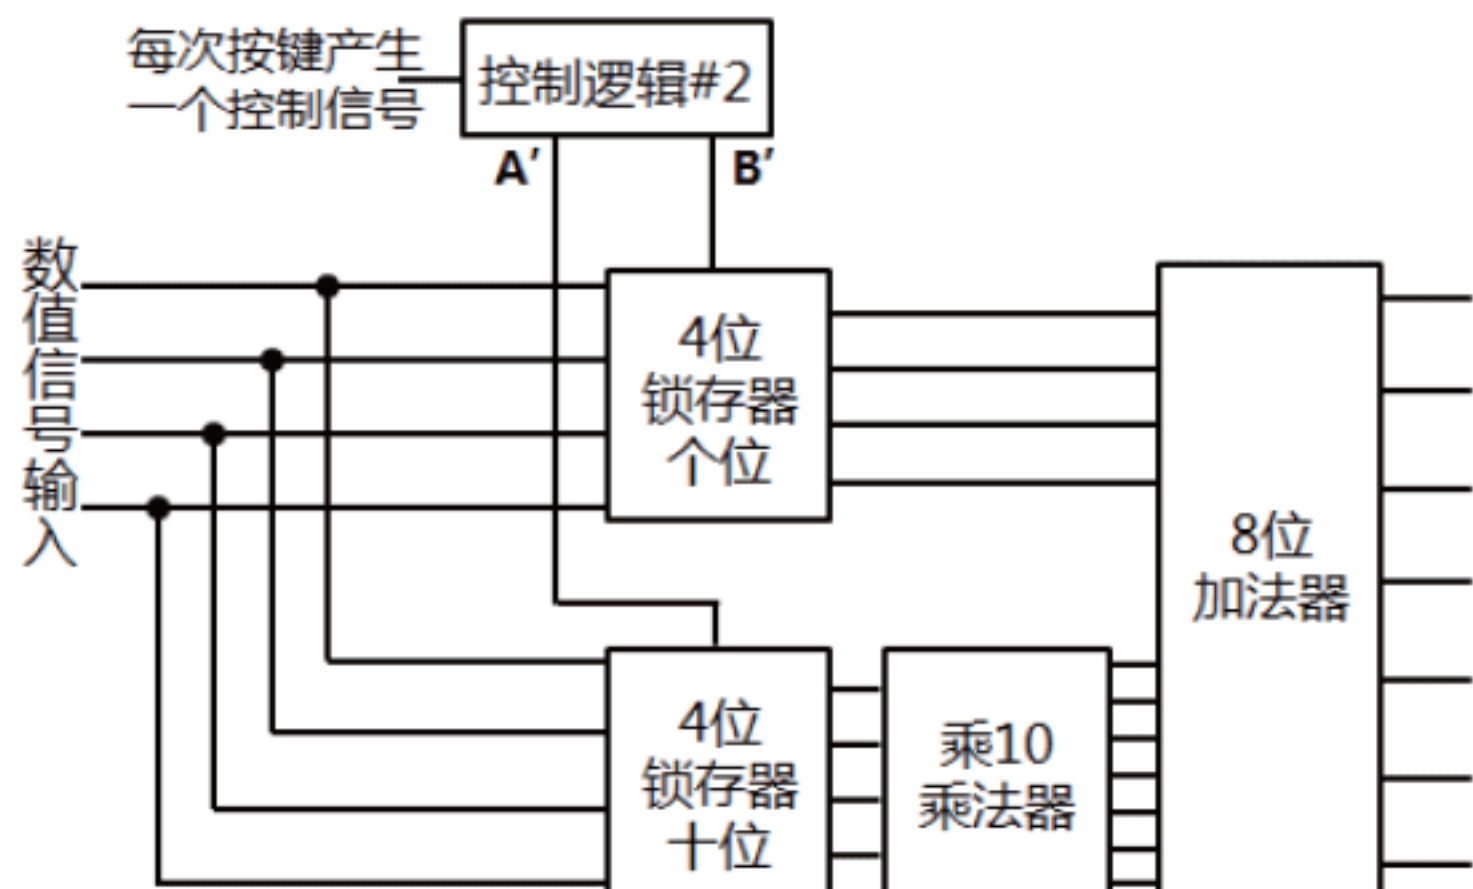 每次按键产生
一个控制信号
控制逻辑#2
A′
B′
数
值
信
号
输
入
4位
锁存器
个位
8位
加法器
4位
锁存器
十位
乘10
乘法器